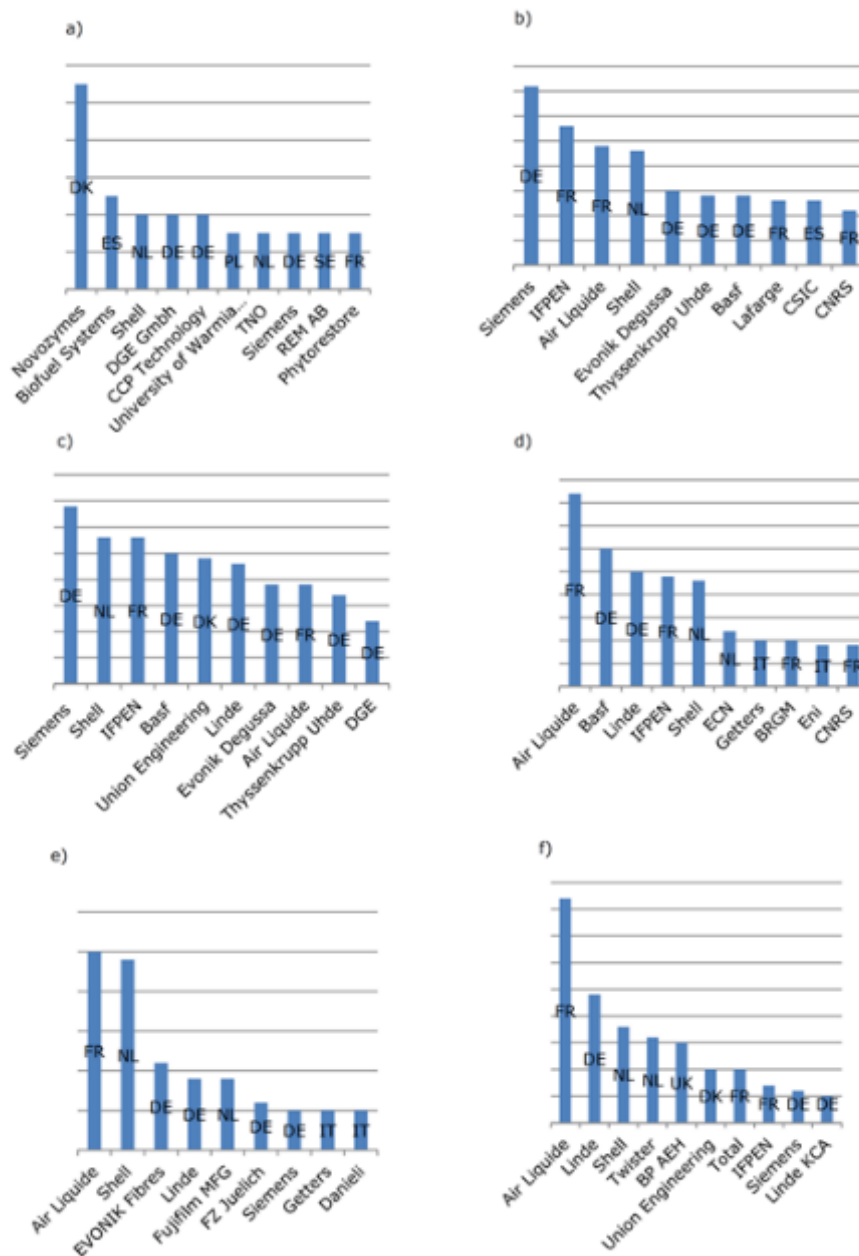 a)
DK
ES
NL
DE
DE
PL
NL
DE
SE
FR
Novozymes
Biofuel Systems
Shell
DGE Gmbh
CCP Technology
University of Warmia...
TNO
Siemens
REM AB
Phytorestore
b)
DE
FR
FR
NL
DE
DE
DE
FR
ES
FR
Siemens
IFPEN
Air Liquide
Shell
Evonik Degussa
Thyssenkrupp Uhde
Basf
Lafarge
CSIC
CNRS
c)
DE
NL
FR
DE
DK
DE
DE
FR
DE
DE
Siemens
Shell
IFPEN
Basf
Union Engineering
Linde
Evonik Degussa
Air Liquide
Thyssenkrupp Uhde
DGE
d)
FR
DE
DE
FR
NL
NL
IT
FR
IT
FR
Air Liquide
Basf
Linde
IFPEN
Shell
ECN
Getters
BRGM
Eni
CNRS
e)
FR
NL
DE
DE
NL
DE
DE
IT
IT
Air Liquide
Shell
EVONIK Fibres
Linde
Fujifilm MFG
FZ Juelich
Siemens
Getters
Danieli
f)
FR
DE
NL
NL
UK
DK
FR
FR
DE
DE
Air Liquide
Linde
Shell
Twister
BP AEH
Union Engineering
Total
IFPEN
Siemens
Linde KCA